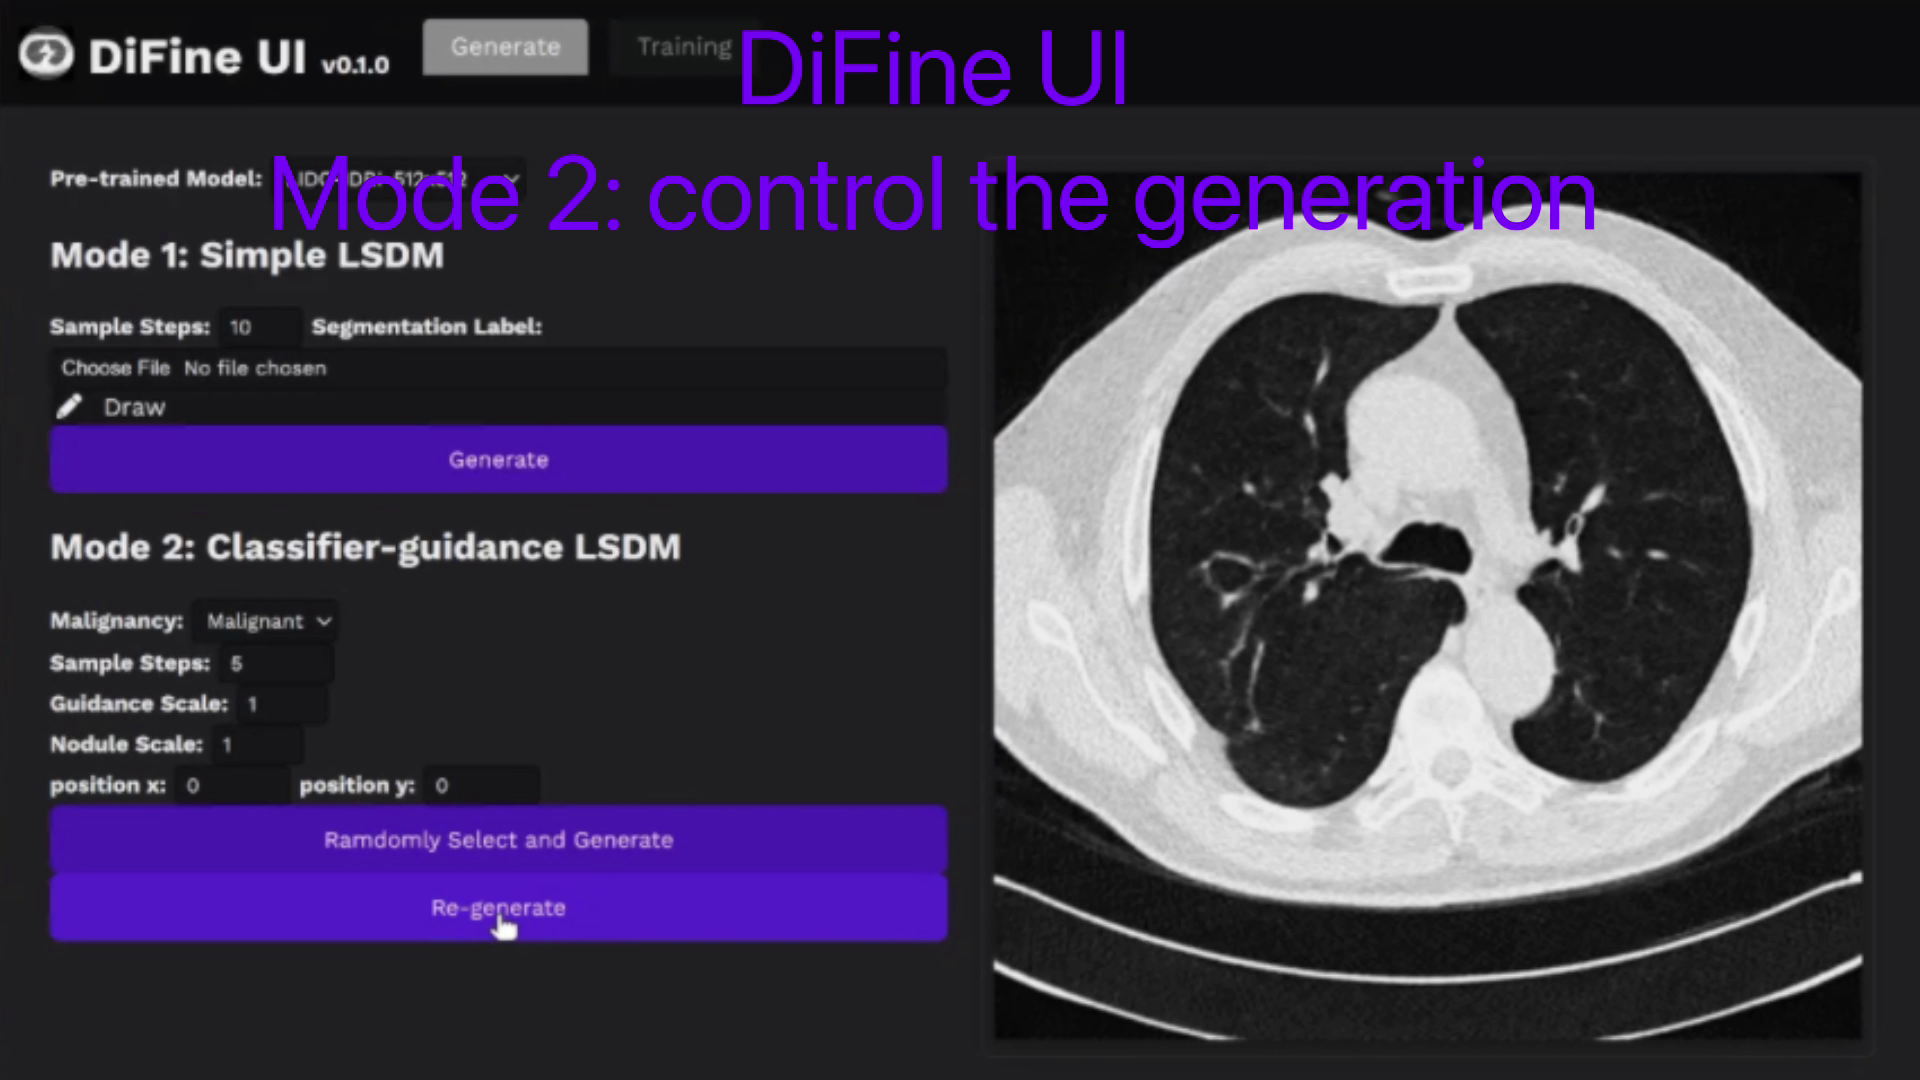 DiFine UI v0.1.0
Generate
Training
DiFine UI
Mode 2: control the generation
Pre-trained Model:
Mode 1: Simple LSDM
Sample Steps: 10 Segmentation Label:
Choose File No file chosen
Draw
Generate
Mode 2: Classifier-guidance LSDM
Malignancy: Malignant
Sample Steps: 5
Guidance Scale: 1
Nodule Scale: 1
position x: 0 position y: 0
Ramdomly Select and Generate
Re-generate